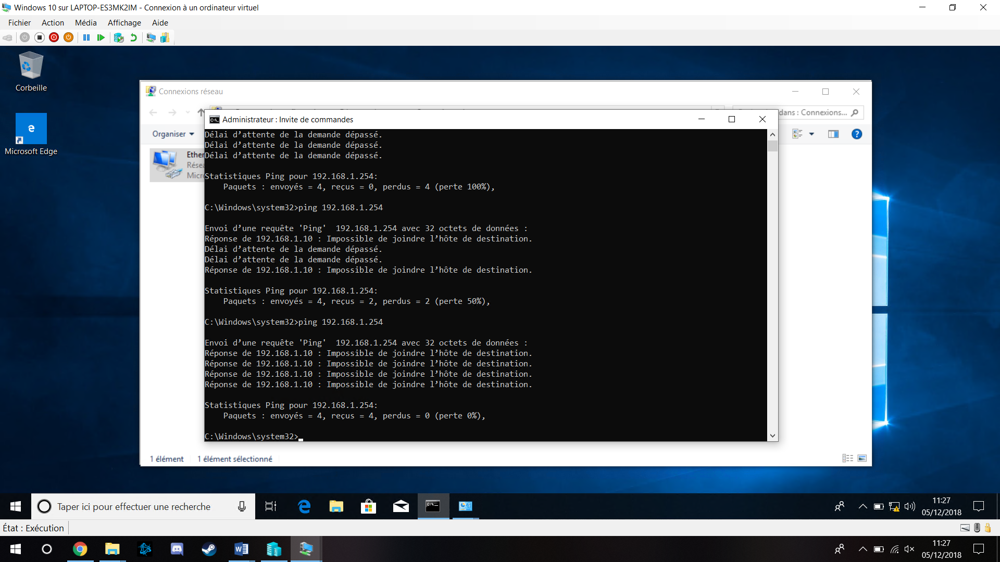 Windows 10 sur LAPTOP-ES3MK2IM - Connexion à un ordinateur virtuel
Fichier Action Média Affichage Aide
Corbeille
Microsoft Edge
Connexions réseau
dans : Connexions...
Organiser
Ether
Résea
Micro
Administrateur : Invite de commandes
Délai d’attente de la demande dépassé.
Délai d’attente de la demande dépassé.
Délai d’attente de la demande dépassé.
Statistiques Ping pour 192.168.1.254:
Paquets : envoyés = 4, reçus = 0, perdus = 4 (perte 100%),
C:\Windows\system32>ping 192.168.1.254
Envoi d’une requête 'Ping'  192.168.1.254 avec 32 octets de données :
Réponse de 192.168.1.10 : Impossible de joindre l’hôte de destination.
Délai d’attente de la demande dépassé.
Délai d’attente de la demande dépassé.
Réponse de 192.168.1.10 : Impossible de joindre l’hôte de destination.
Statistiques Ping pour 192.168.1.254:
Paquets : envoyés = 4, reçus = 2, perdus = 2 (perte 50%),
C:\Windows\system32>ping 192.168.1.254
Envoi d’une requête 'Ping'  192.168.1.254 avec 32 octets de données :
Réponse de 192.168.1.10 : Impossible de joindre l’hôte de destination.
Réponse de 192.168.1.10 : Impossible de joindre l’hôte de destination.
Réponse de 192.168.1.10 : Impossible de joindre l’hôte de destination.
Réponse de 192.168.1.10 : Impossible de joindre l’hôte de destination.
Statistiques Ping pour 192.168.1.254:
Paquets : envoyés = 4, reçus = 4, perdus = 0 (perte 0%),
C:\Windows\system32>
1 élément 1 élément sélectionné
Taper ici pour effectuer une recherche
11:27
05/12/2018
État : Exécution
11:27
05/12/2018